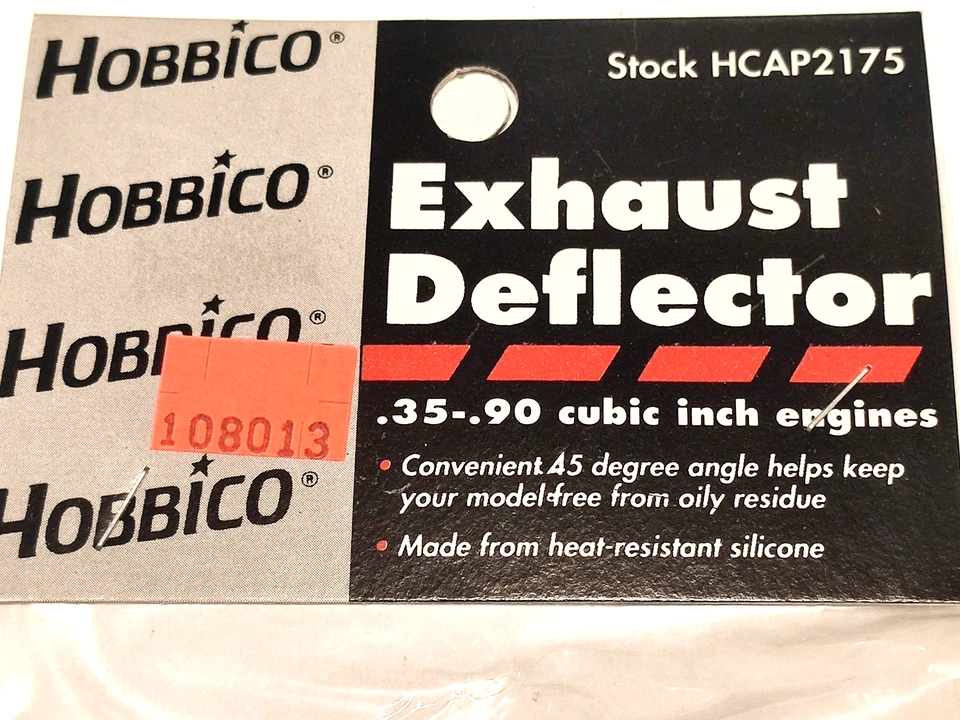 HOBBICO®
HOBBICO®
HOBBICO®
HOBBICO®
108013
Stock HCAP2175
Exhaust
Deflector
.35-.90 cubic inch engines
• Convenient 45 degree angle helps keep
your model free from oily residue
• Made from heat-resistant silicone